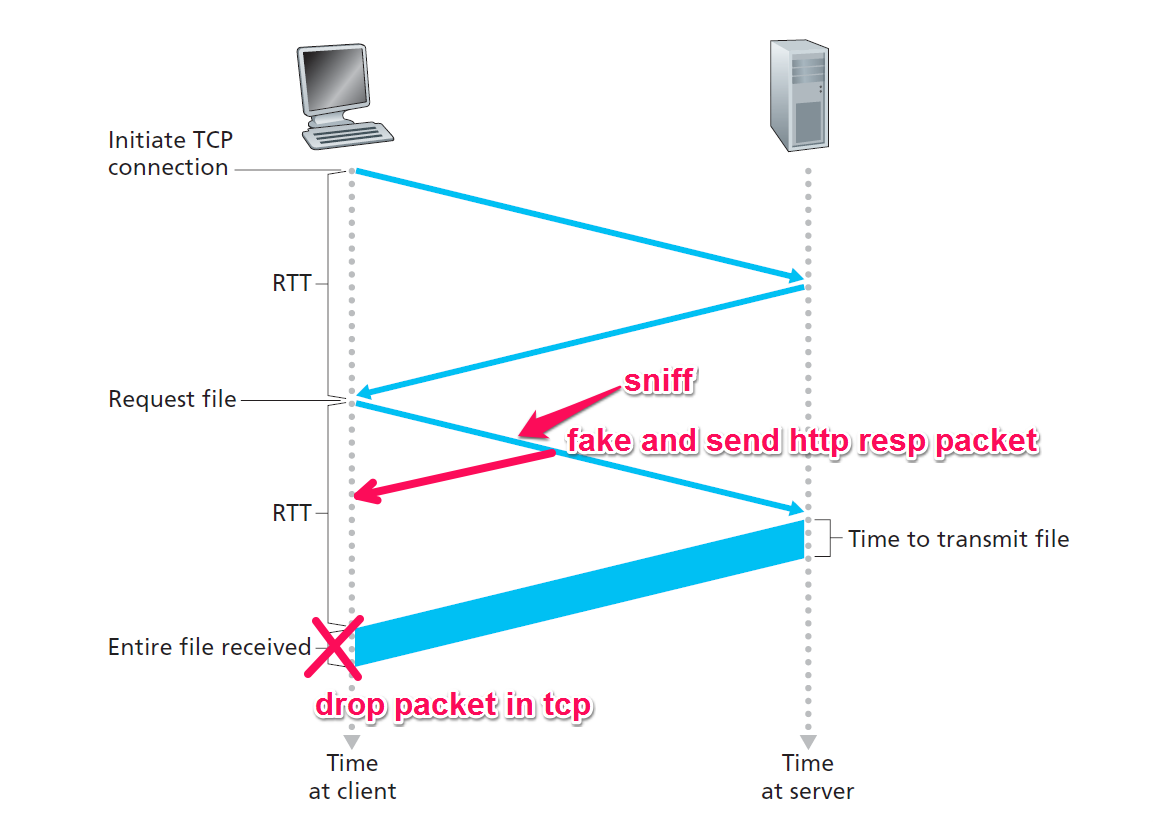 Initiate TCP
connection
RTT
Request file
sniff
fake and send http resp packet
RTT
Time to transmit file
Entire file received
drop packet in tcp
Time
at client
Time
at server